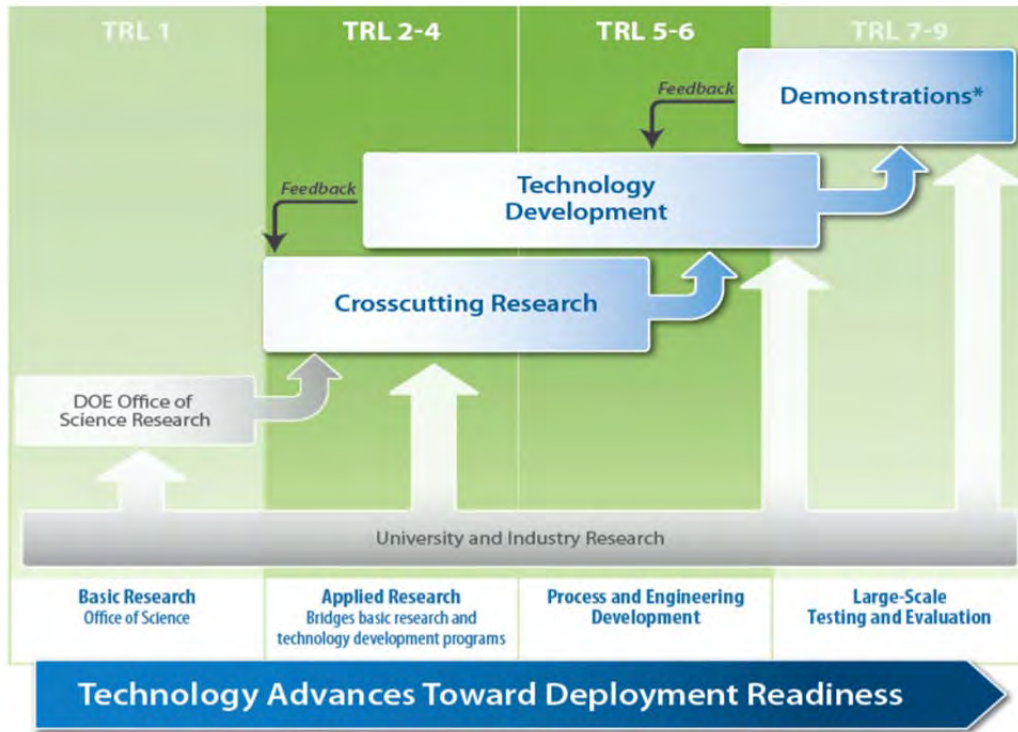 TRL 1
TRL 2-4
TRL 5-6
TRL 7-9
Demonstrations*
Feedback
Technology
Development
Feedback
Crosscutting Research
DOE Office of
Science Research
University and Industry Research
Basic Research
Office of Science
Applied Research
Bridges basic research and
technology development programs
Process and Engineering
Development
Large-Scale
Testing and Evaluation
Technology Advances Toward Deployment Readiness